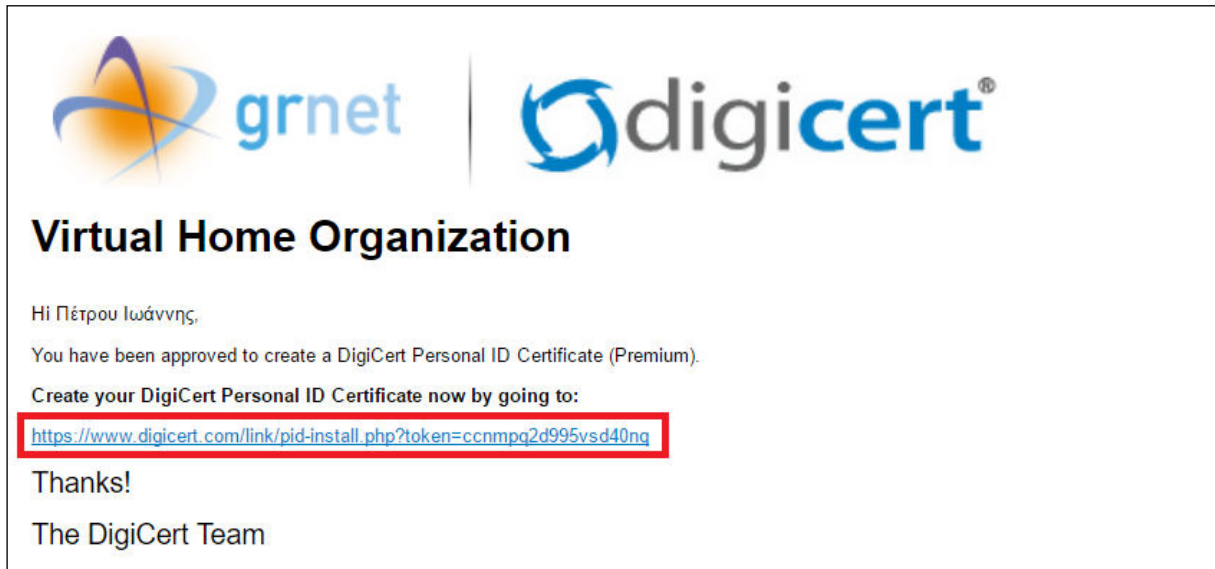 grnet
digicert®
Virtual Home Organization
Hi Πέτρου Ιωάννης,
You have been approved to create a DigiCert Personal ID Certificate (Premium).
Create your DigiCert Personal ID Certificate now by going to:
https://www.digicert.com/link/pid-install.php?token=ccnmpq2d995vsd40nq
Thanks!
The DigiCert Team